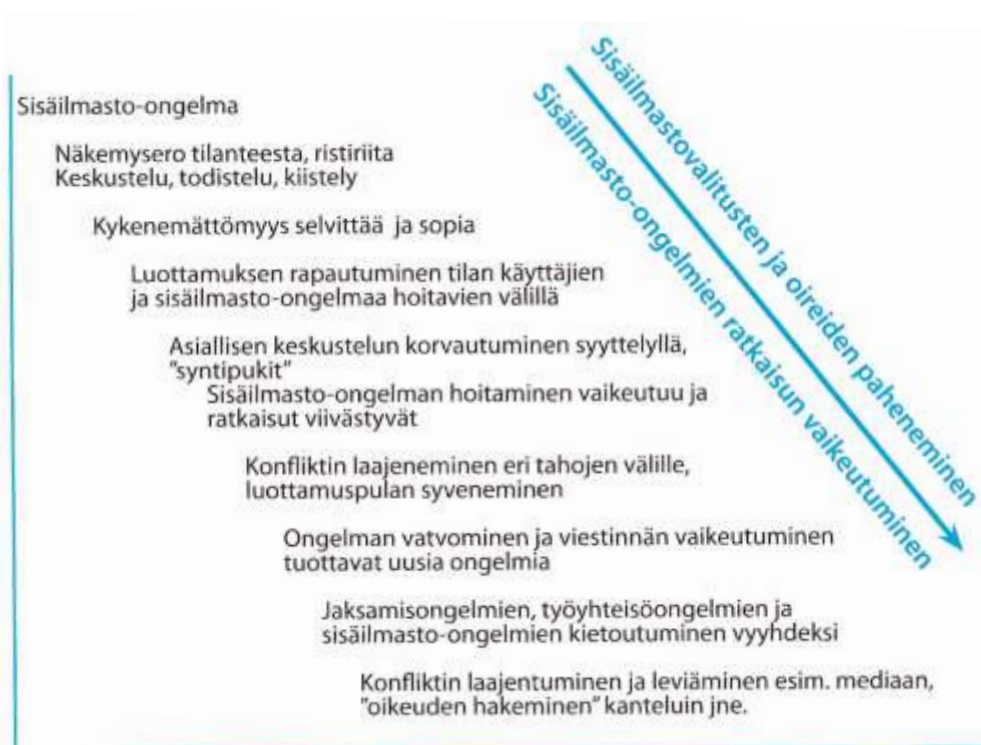 Sisäilmasto-ongelma
Näkemysero tilanteesta, ristiriita
Keskustelu, todistelu, kiistely
Kykenemättömyys selvittää ja sopia
Luottamuksen rapautuminen tilan käyttäjien
ja sisäilmasto-ongelmaa hoitavien välillä
Asiallisen keskustelun korvautuminen syyttelyllä,
"syntipukit"
Sisäilmasto-ongelman hoitaminen vaikeutuu ja
ratkaisut viivästyvät
Konfliktin laajeneminen eri tahojen välille,
luottamuspulan syveneminen
Ongelman vatvominen ja viestinnän vaikeutuminen
tuottavat uusia ongelmia
Jaksamisongelmien, työyhteisöongelmien ja
sisäilmasto-ongelmien kietoutuminen vyyhdeksi
Konfliktin laajentuminen ja leviäminen esim. mediaan,
"oikeuden hakeminen" kanteluin jne.
Sisäilmastovalitusten ja oireiden paheneminen
Sisäilmasto-ongelmien ratkaisun vaikeutuminen